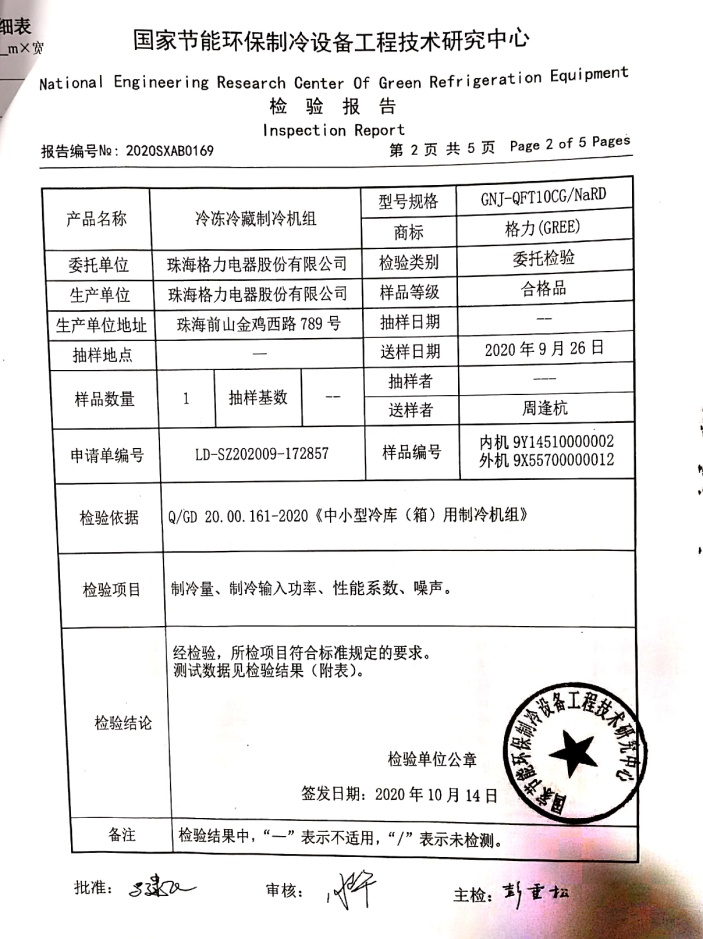 细表
_m×宽
国家节能环保制冷设备工程技术研究中心
National Engineering Research Center Of Green Refrigeration Equipment
检 验 报 告
Inspection Report
报告编号№: 2020SXAB0169
第 2 页 共 5 页 Page 2 of 5 Pages
产品名称 冷冻冷藏制冷机组 型号规格 GNJ-QFT10CG/NaRD
商标 格力(GREE)
委托单位 珠海格力电器股份有限公司 检验类别 委托检验
生产单位 珠海格力电器股份有限公司 样品等级 合格品
生产单位地址 珠海前山金鸡西路 789 号 抽样日期 --
抽样地点 — 送样日期 2020 年 9 月 26 日
样品数量 1 抽样基数 -- 抽样者 ---
送样者 周逢杭
申请单编号 LD-SZ202009-172857 样品编号 内机 9Y14510000002
外机 9X55700000012
检验依据 Q/GD 20.00.161-2020《中小型冷库（箱）用制冷机组》
检验项目 制冷量、制冷输入功率、性能系数、噪声。
检验结论 经检验，所检项目符合标准规定的要求。
测试数据见检验结果（附表）。
国家节能环保制冷设备工程技术研究中心
检验单位公章
签发日期: 2020 年 10 月 14 日
备注 检验结果中，“—”表示不适用，“/”表示未检测。
批准: 审核: 主检: 彭重松